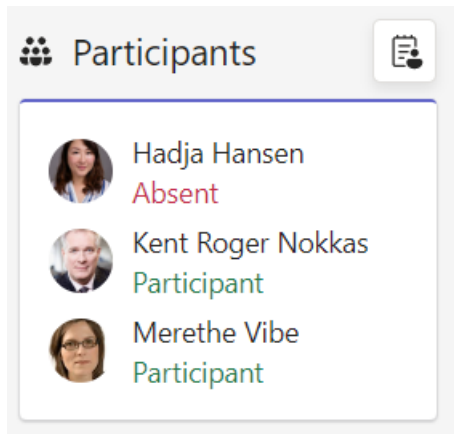 Participants
Hadja Hansen
Absent
Kent Roger Nokkas
Participant
Merethe Vibe
Participant